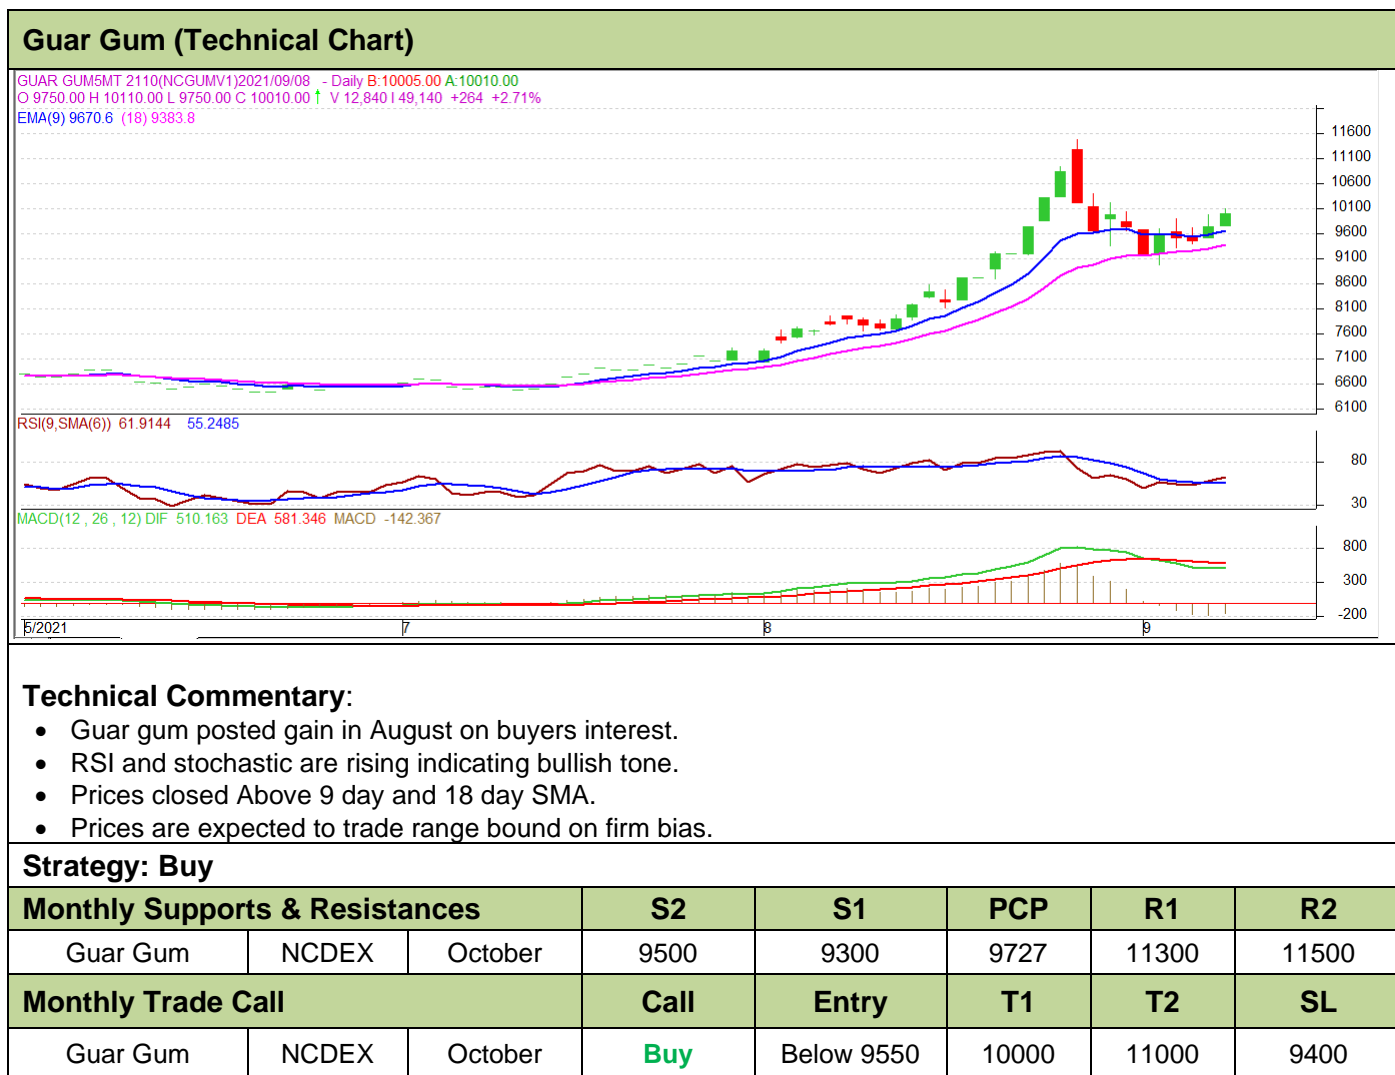 Guar Gum (Technical Chart)
GUAR GUM5MT 2110(NCGUMV1)2021/09/08 - Daily B:10005.00 A:10010.00
O 9750.00 H 10110.00 L 9750.00 C 10010.00 ↑ V 12,840 I 49,140 +264 +2.71%
EMA(9) 9670.6 (18) 9383.8
11600
11100
10600
10100
9600
9100
8600
8100
7600
7100
6600
6100
RSI(9,SMA(6)) 61.9144 55.2485
80
30
MACD(12 , 26 , 12) DIF 510.163 DEA 581.346 MACD -142.367
800
300
-200
5/2021 7 8 9
Technical Commentary:
• Guar gum posted gain in August on buyers interest.
• RSI and stochastic are rising indicating bullish tone.
• Prices closed Above 9 day and 18 day SMA.
• Prices are expected to trade range bound on firm bias.
Strategy: Buy
Monthly Supports & Resistances S2 S1 PCP R1 R2
Guar Gum NCDEX October 9500 9300 9727 11300 11500
Monthly Trade Call Call Entry T1 T2 SL
Guar Gum NCDEX October Buy Below 9550 10000 11000 9400